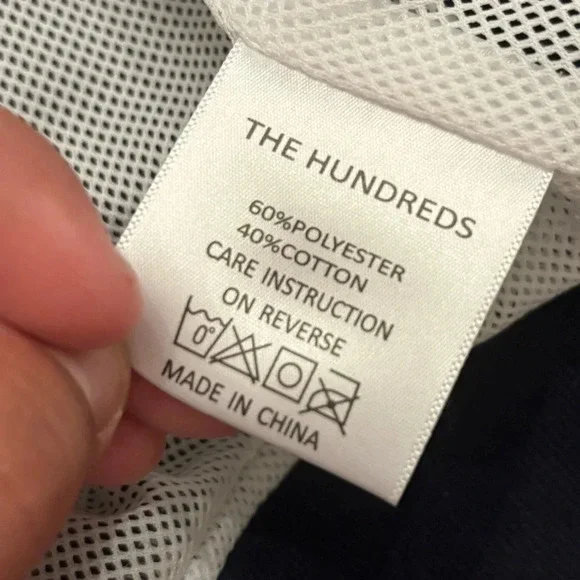 THE HUNDREDS
60%POLYESTER
40%COTTON
CARE INSTRUCTION
ON REVERSE
0°
MADE IN CHINA